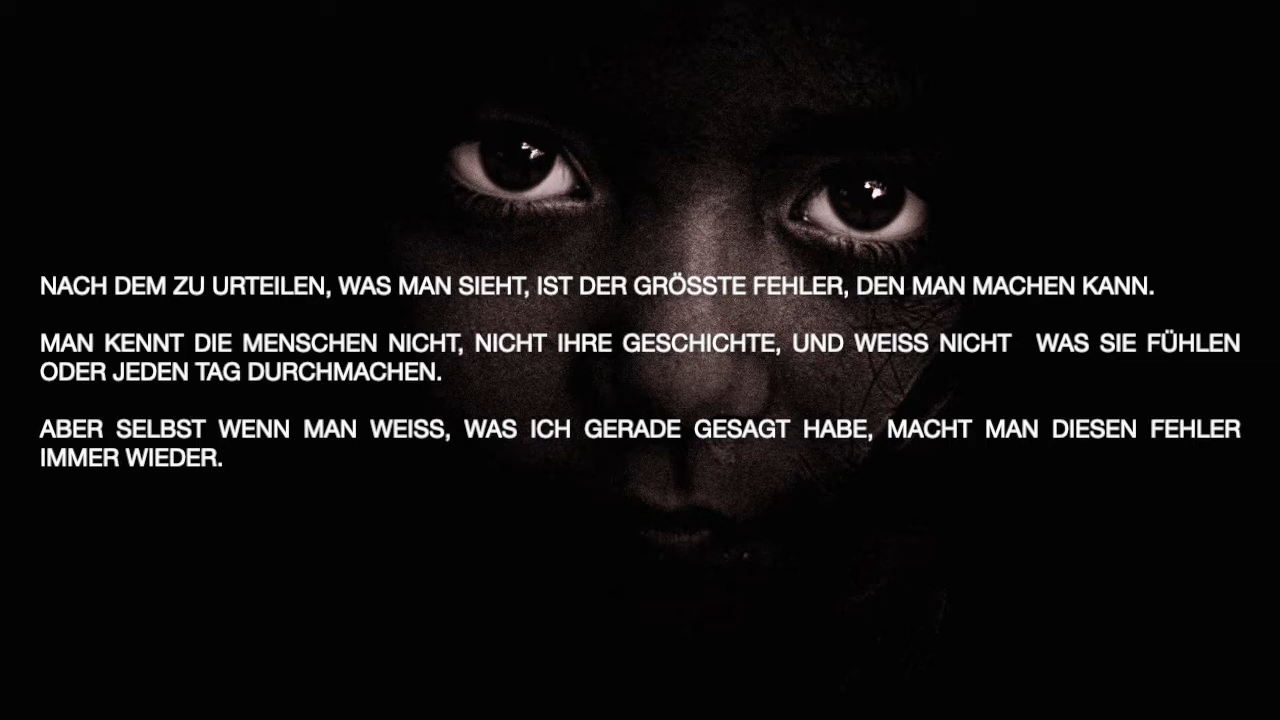 NACH DEM ZU URTEILEN, WAS MAN SIEHT, IST DER GRÖSSTE FEHLER, DEN MAN MACHEN KANN.
MAN KENNT DIE MENSCHEN NICHT, NICHT IHRE GESCHICHTE, UND WEISS NICHT WAS SIE FÜHLEN
ODER JEDEN TAG DURCHMACHEN.
ABER SELBST WENN MAN WEISS, WAS ICH GERADE GESAGT HABE, MACHT MAN DIESEN FEHLER
IMMER WIEDER.